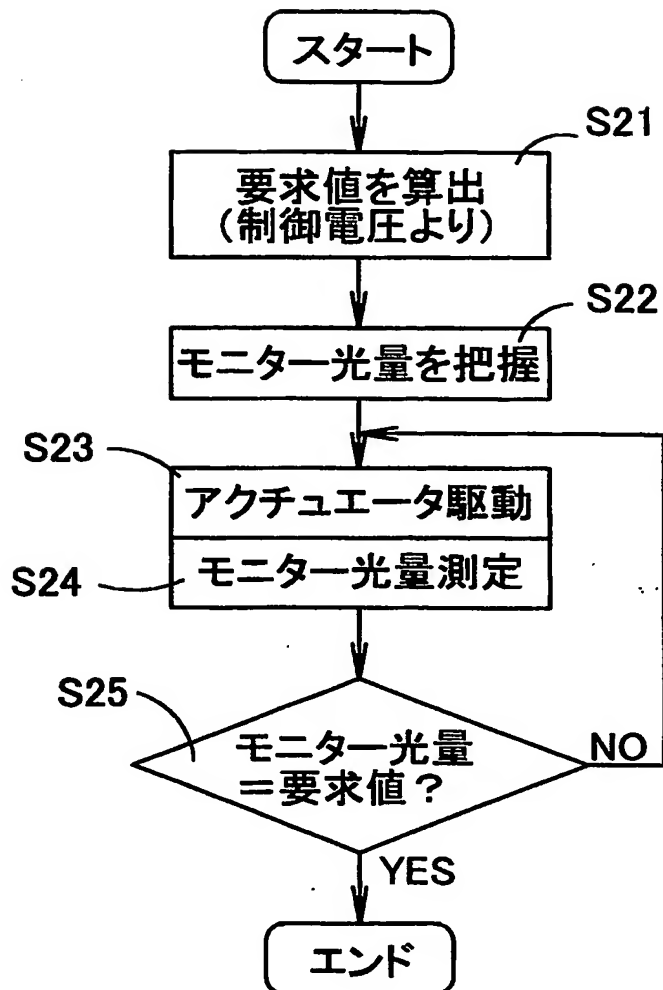 スタート
S21
要求値を算出
(制御電圧より)
S22
モニター光量を把握
S23
アクチュエータ駆動
S24
モニター光量測定
S25
モニター光量
=要求値?
NO
YES
エンド